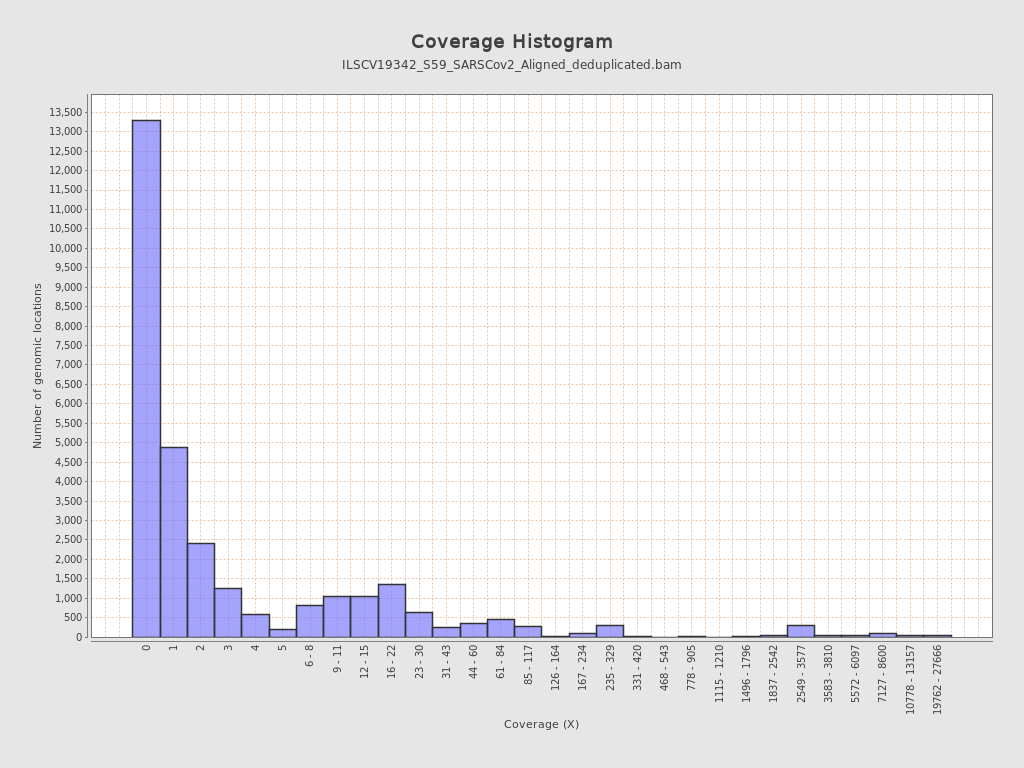 Coverage Histogram
ILSCV19342_S59_SARSCov2_Aligned_deduplicated.bam
Number of genomic locations
13,500
13,000
12,500
12,000
11,500
11,000
10,500
10,000
9,500
9,000
8,500
8,000
7,500
7,000
6,500
6,000
5,500
5,000
4,500
4,000
3,500
3,000
2,500
2,000
1,500
1,000
500
0
0
1
2
3
4
5
6 - 8
9 - 11
12 - 15
16 - 22
23 - 30
31 - 43
44 - 60
61 - 84
85 - 117
126 - 164
167 - 234
235 - 329
331 - 420
468 - 543
778 - 905
1115 - 1210
1496 - 1796
1837 - 2542
2549 - 3577
3583 - 3810
5572 - 6097
7127 - 8600
10778 - 13157
19762 - 27666
Coverage (X)